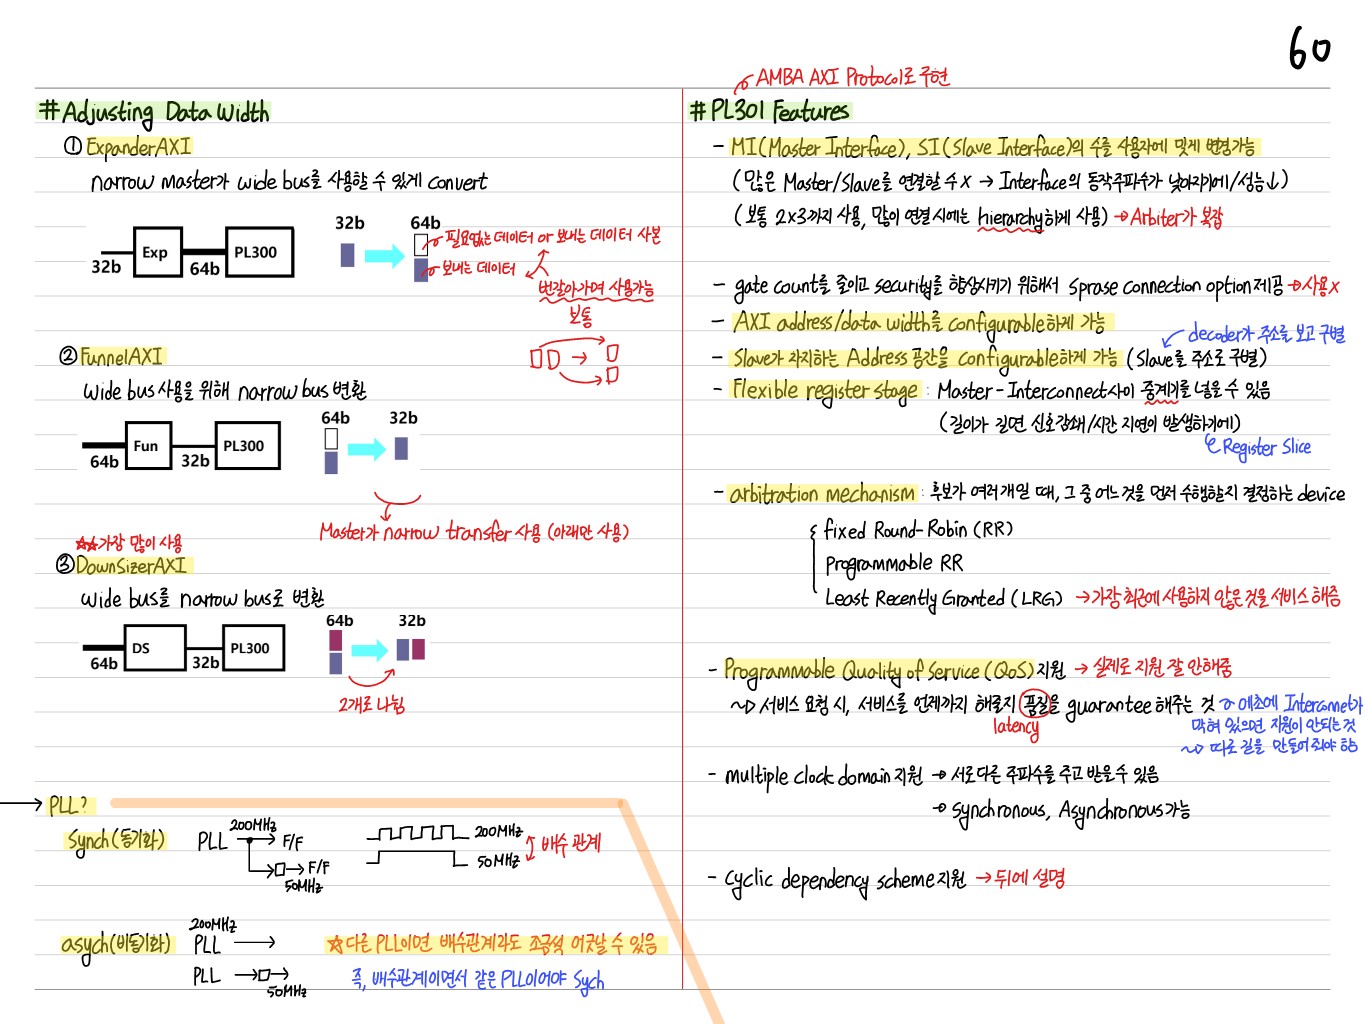 60
# Adjusting Data Width
① ExpanderAXI
narrow Master가 wide bus를 사용할 수 있게 convert
32b Exp 64b PL300
32b 64b
필요없는 데이터 or 보내는 데이터 사본
보내는 데이터
번갈아가며 사용가능
보통
② FunnelAXI
wide bus 사용을 위해 narrow bus 변환
64b Fun 32b PL300
64b 32b
Master가 narrow transfer 사용 (아래만 사용)
☆☆가장 많이 사용
③ DownSizerAXI
wide bus를 narrow bus로 변환
64b DS 32b PL300
64b 32b
2개로 나뉨
→ PLL?
Synch(동기화)
PLL 200MHz → F/F
→ F/F
50MHz
200MHz
50MHz
배수 관계
asych(비동기화)
200MHz
PLL →
PLL → □ →
50MHz
☆다른 PLL이면 배수관계라도 조금씩 어긋날 수 있음
즉, 배수관계이면서 같은 PLL이어야 Sych
AMBA AXI Protocol로 구현
# PL301 Features
- MI(Master Interface), SI(Slave Interface)의 수를 사용자에 맞게 변경가능
(많은 Master/Slave를 연결할 수 X → Interface의 동작주파수가 낮아지기에/성능↓)
(보통 2x3까지 사용, 많이 연결시에는 hierarchy하게 사용) → Arbiter가 복잡
- gate count를 줄이고 security를 향상시키기 위해서 sprase connection option 제공 → 사용X
- AXI address/data width를 configurable하게 가능
decoder가 주소를 보고 구별
- Slave가 차지하는 Address 공간을 configurable하게 가능 (Slave를 주소로 구별)
- Flexible register stage : Master-Interconnect사이 중계기를 넣을 수 있음
(길이가 길면 신호감쇄/시간 지연이 발생하기에)
Register Slice
- arbitration mechanism : 후보가 여러개일 때, 그 중 어느것을 먼저 수행할지 결정하는 device
fixed Round-Robin (RR)
Programmable RR
Least Recently Granted (LRG) → 가장 최근에 사용하지 않은 것을 서비스 해줌
- Programmable Quality of Service (QoS) 지원 → 실제로 지원 잘 안해줌
서비스 요청 시, 서비스를 언제까지 해줄지 품질을 guarantee 해주는 것
latency
애초에 Interconnect가
막혀 있으면 지원이 안되는 것
따로 길을 만들어줘야 함
- multiple clock domain 지원 → 서로 다른 주파수를 주고 받을 수 있음
→ Synchronous, Asynchronous 가능
- cyclic dependency scheme 지원 → 뒤에 설명